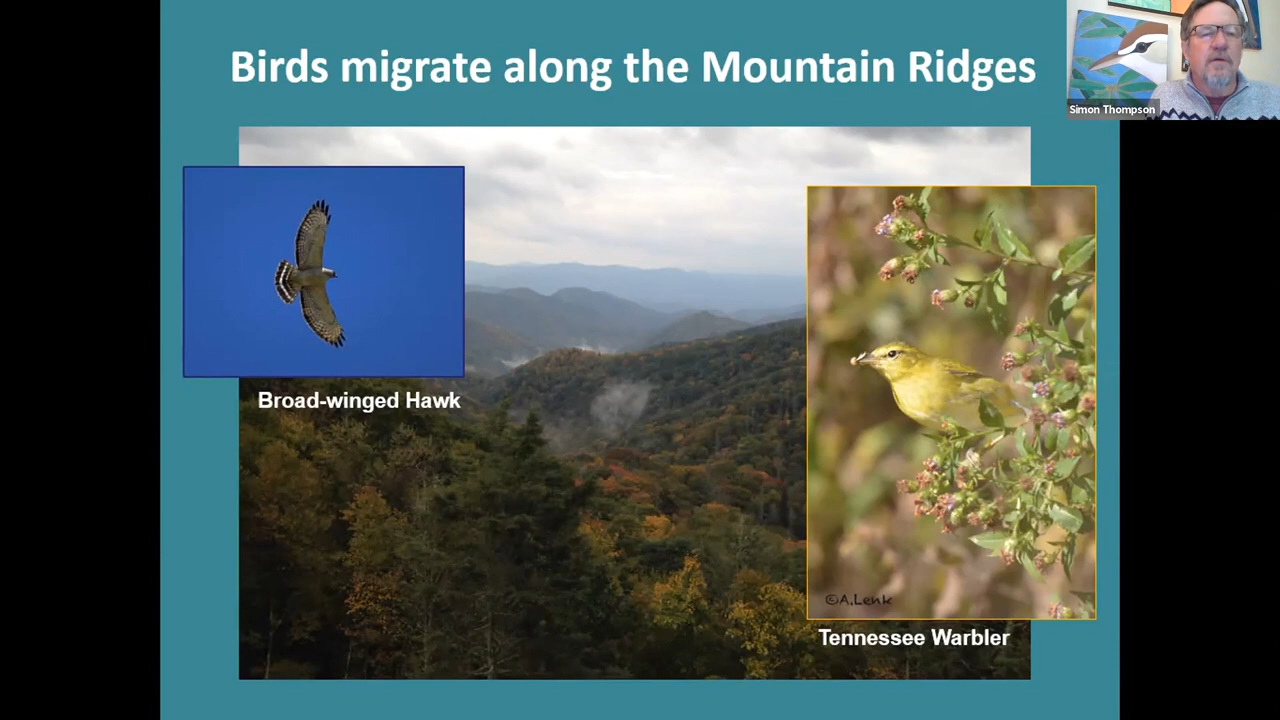 Birds migrate along the Mountain Ridges
Simon Thompson
Broad-winged Hawk
©A.Lenk
Tennessee Warbler